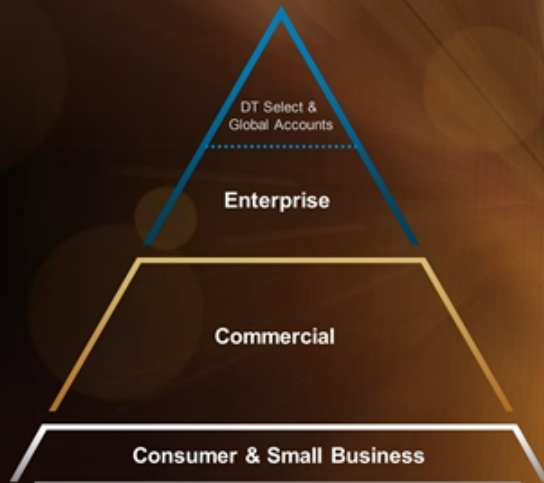 DT Select &
Global Accounts
Enterprise
Commercial
Consumer & Small Business